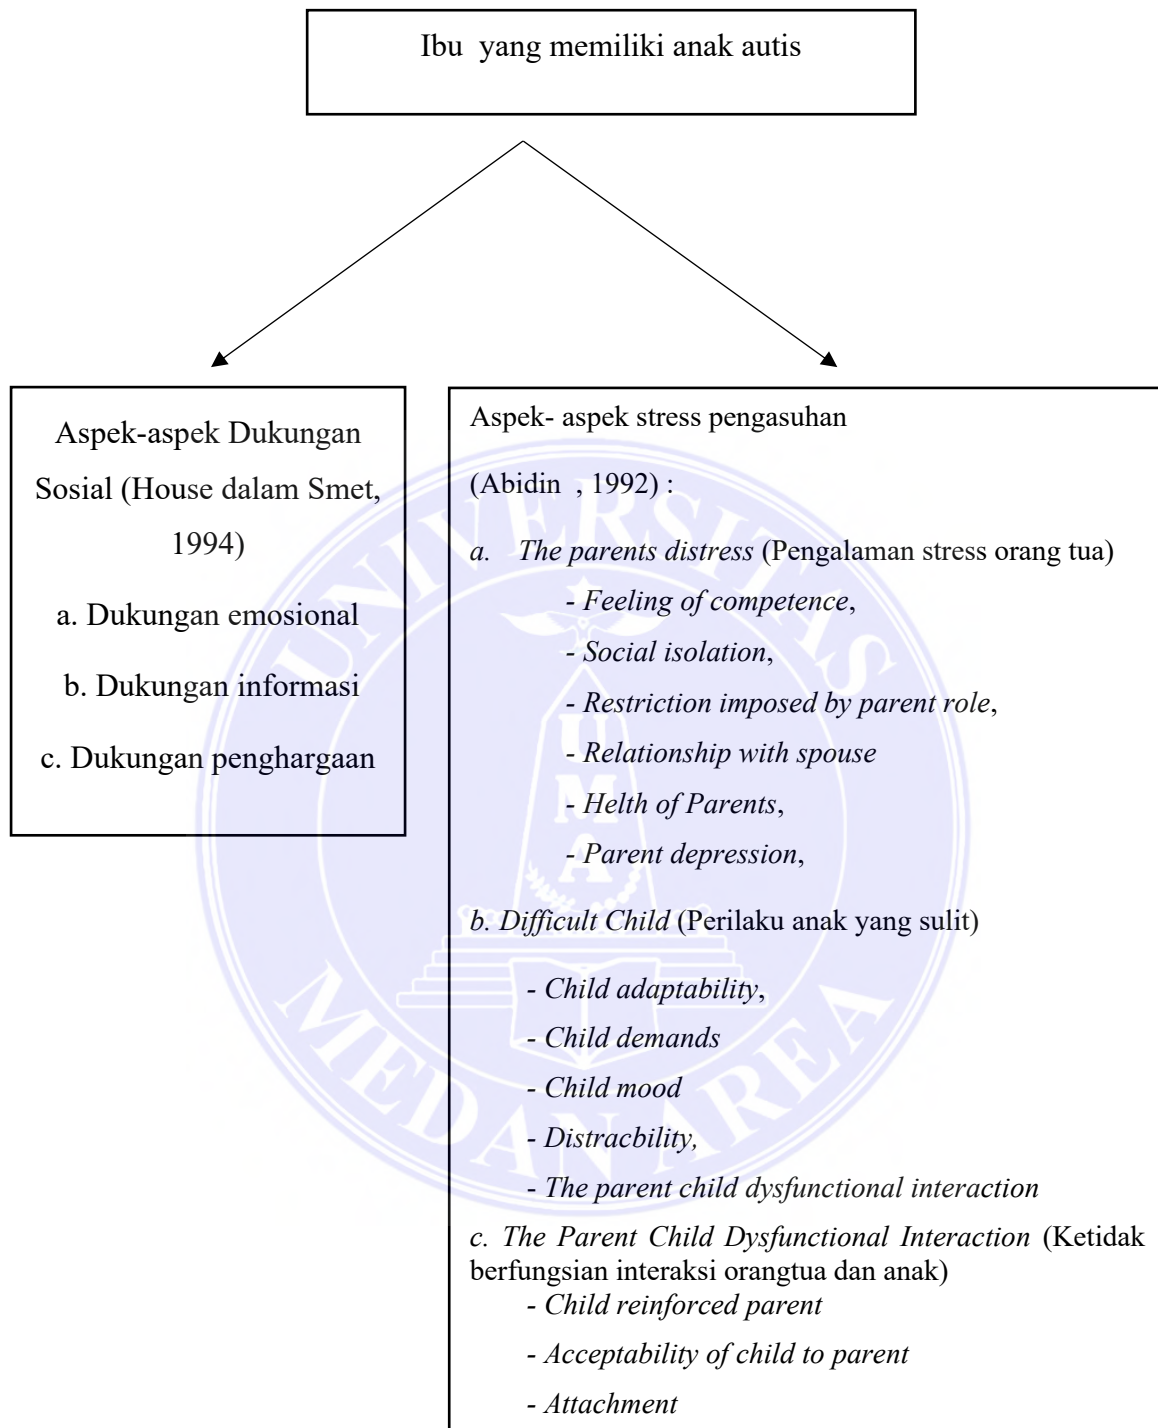 Ibu yang memiliki anak autis
Aspek-aspek Dukungan
Sosial (House dalam Smet,
1994)
a. Dukungan emosional
b. Dukungan informasi
c. Dukungan penghargaan
Aspek- aspek stress pengasuhan
(Abidin , 1992) :
a. The parents distress (Pengalaman stress orang tua)
- Feeling of competence,
- Social isolation,
- Restriction imposed by parent role,
- Relationship with spouse
- Helth of Parents,
- Parent depression,
b. Difficult Child (Perilaku anak yang sulit)
- Child adaptability,
- Child demands
- Child mood
- Distracbility,
- The parent child dysfunctional interaction
c. The Parent Child Dysfunctional Interaction (Ketidak
berfungsian interaksi orangtua dan anak)
- Child reinforced parent
- Acceptability of child to parent
- Attachment
UNIVERSITAS
MEDAN AREA
U
M
A